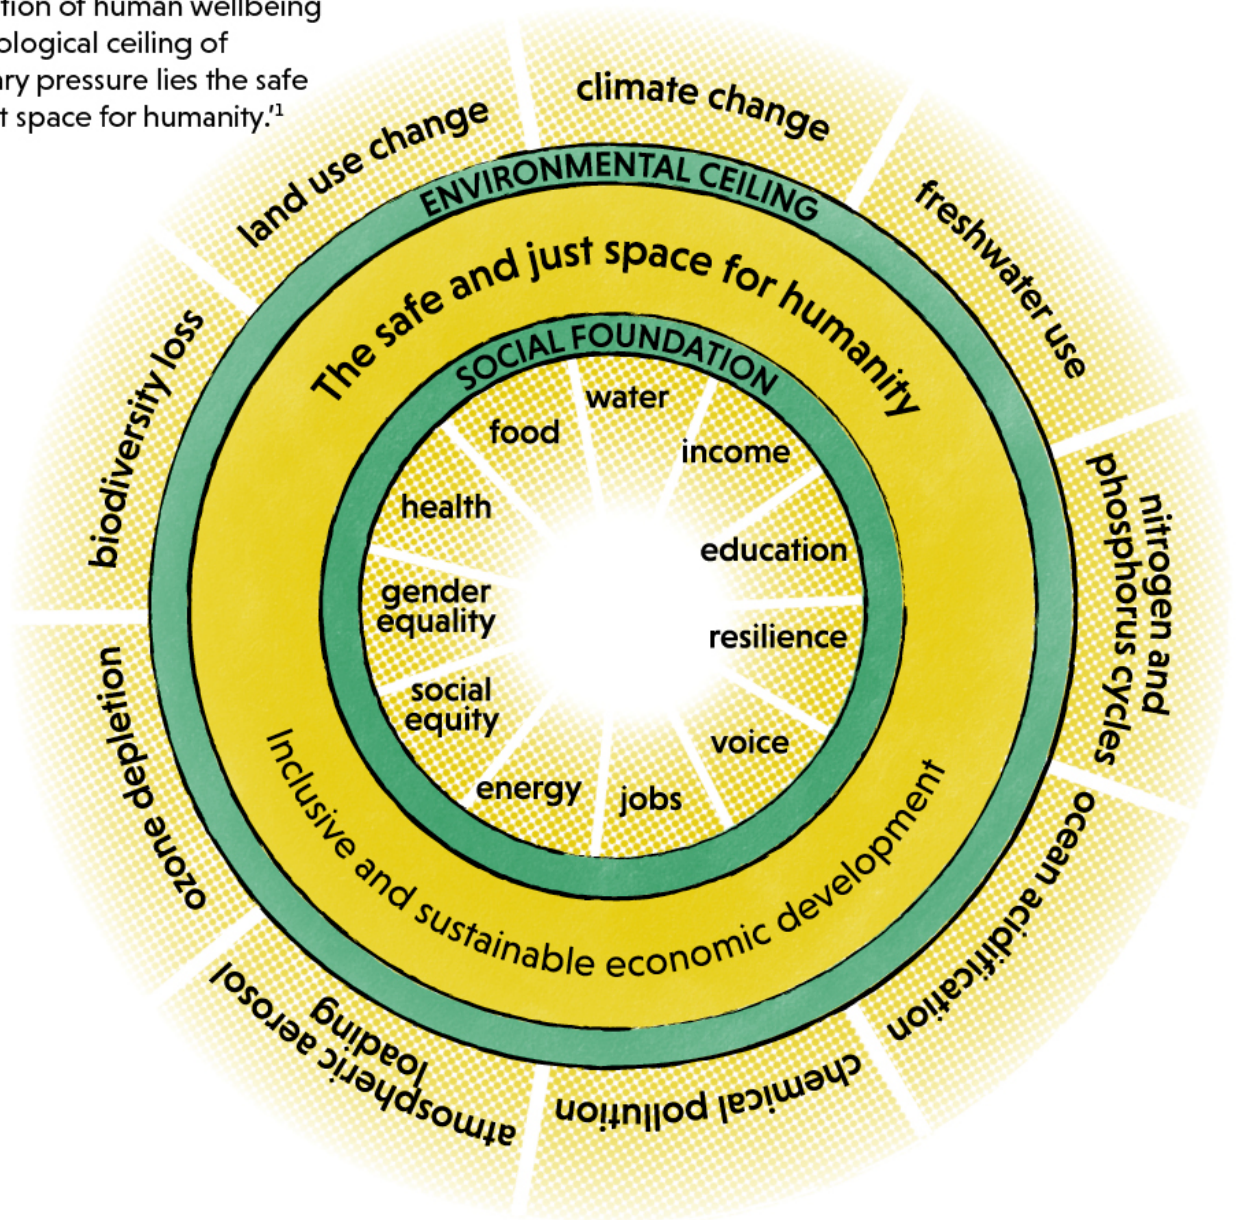 tion of human wellbeing
ological ceiling of
ary pressure lies the safe
t space for humanity.'1
climate change
freshwater use
nitrogen and
phosphorus cycles
ocean acidification
chemical pollution
atmospheric aerosol
loading
ozone depletion
biodiversity loss
land use change
ENVIRONMENTAL CEILING
The safe and just space for humanity
SOCIAL FOUNDATION
water
income
education
resilience
voice
jobs
energy
social
equity
gender
equality
health
food
Inclusive and sustainable economic development